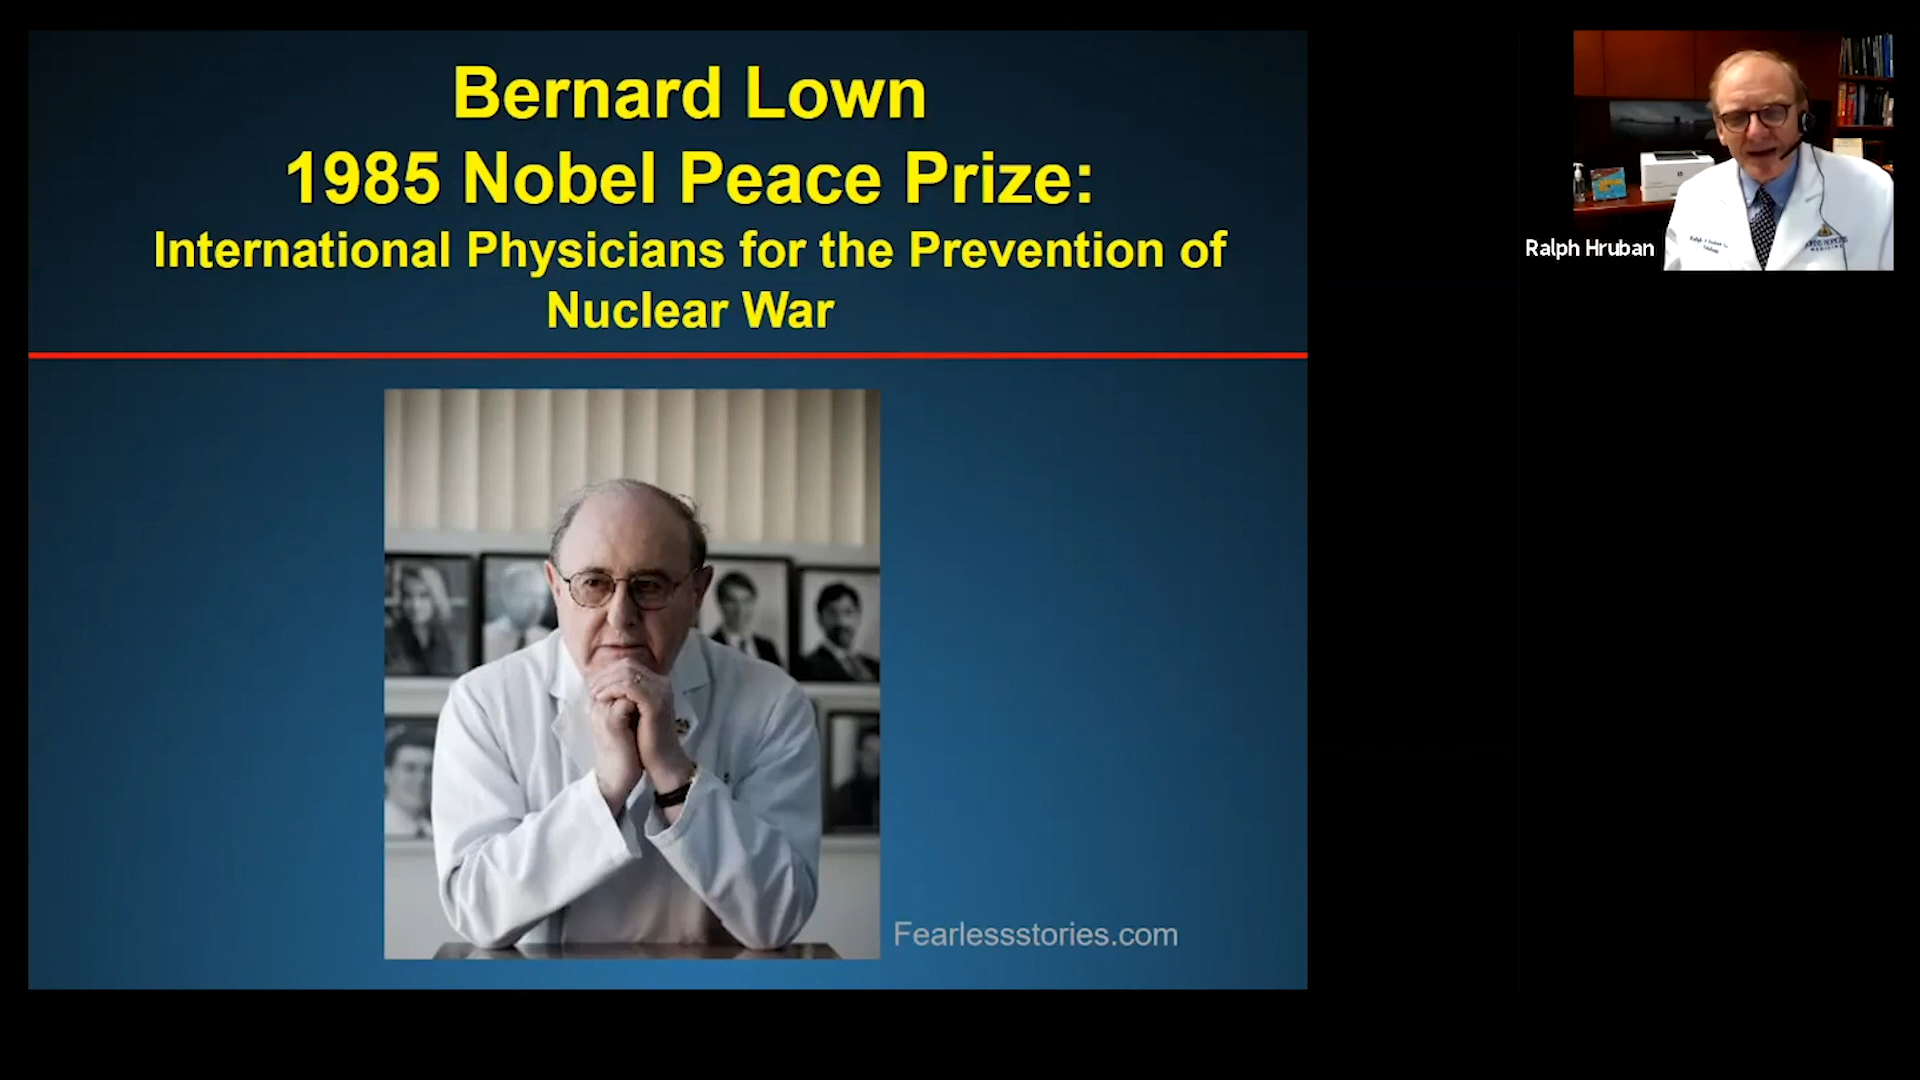 Bernard Lown
1985 Nobel Peace Prize:
International Physicians for the Prevention of
Nuclear War
Fearlessstories.com
Ralph Hruban